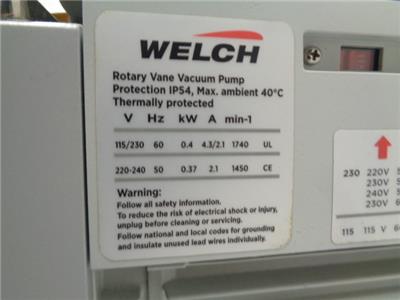 WELCH
Rotary Vane Vacuum Pump
Protection IP54, Max. ambient 40°C
Thermally protected
V Hz kW A min-1
115/230 60 0.4 4.3/2.1 1740 UL
220-240 50 0.37 2.1 1450 CE
Warning:
Follow all safety information.
To reduce the risk of electrical shock or injury,
unplug before cleaning or servicing.
Follow national and local codes for grounding
and insulate unused lead wires individually.
230 220V
230V
240V
230V
115 115 V